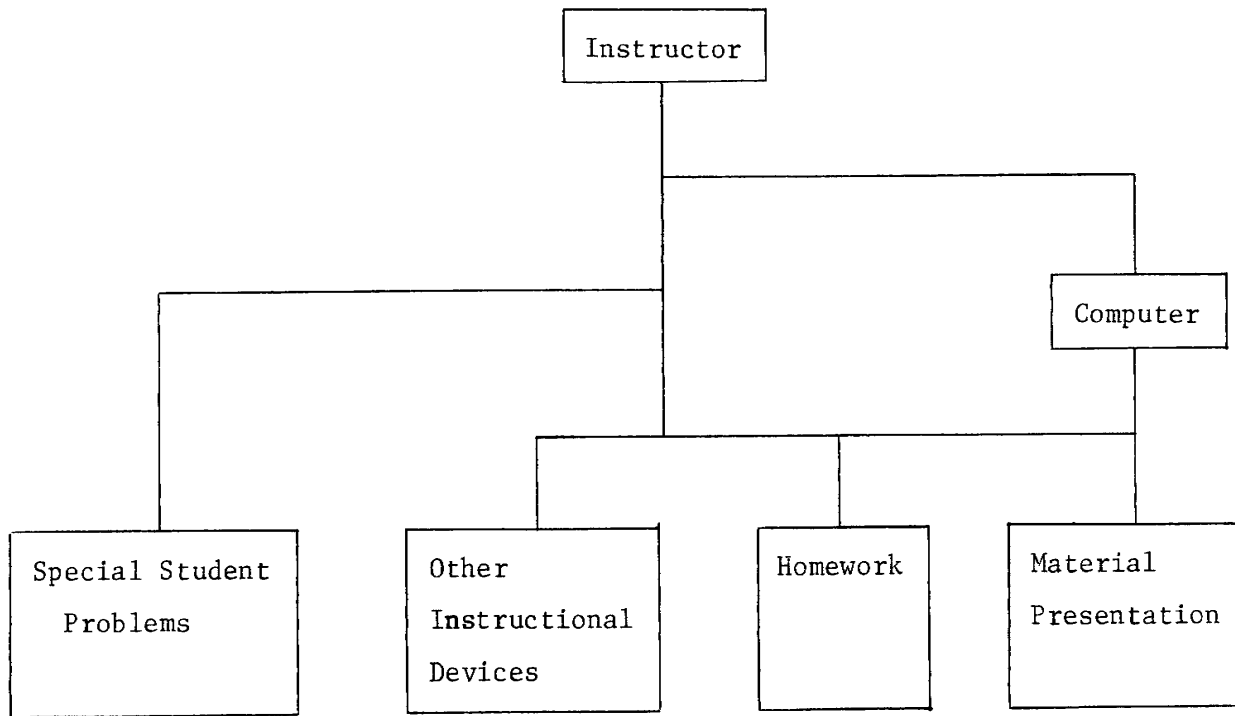 Instructor
Computer
Special Student
Problems
Other
Instructional
Devices
Homework
Material
Presentation